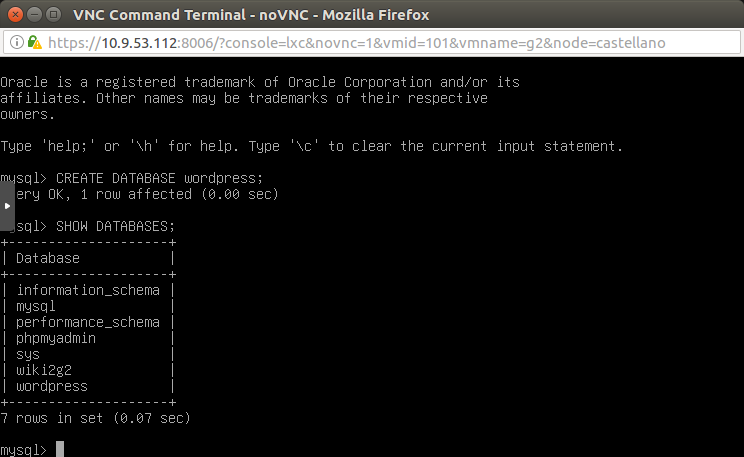 VNC Command Terminal - noVNC - Mozilla Firefox
https://10.9.53.112:8006/?console=lxc&novnc=1&vmid=101&vmname=g2&node=castellano
Oracle is a registered trademark of Oracle Corporation and/or its
affiliates. Other names may be trademarks of their respective
owners.
Type 'help;' or '\h' for help. Type '\c' to clear the current input statement.
mysql> CREATE DATABASE wordpress;
ery OK, 1 row affected (0.00 sec)
sql> SHOW DATABASES;
+--------------------+
| Database           |
+--------------------+
| information_schema |
| mysql              |
| performance_schema |
| phpmyadmin         |
| sys                |
| wiki2g2            |
| wordpress          |
+--------------------+
7 rows in set (0.07 sec)
mysql>